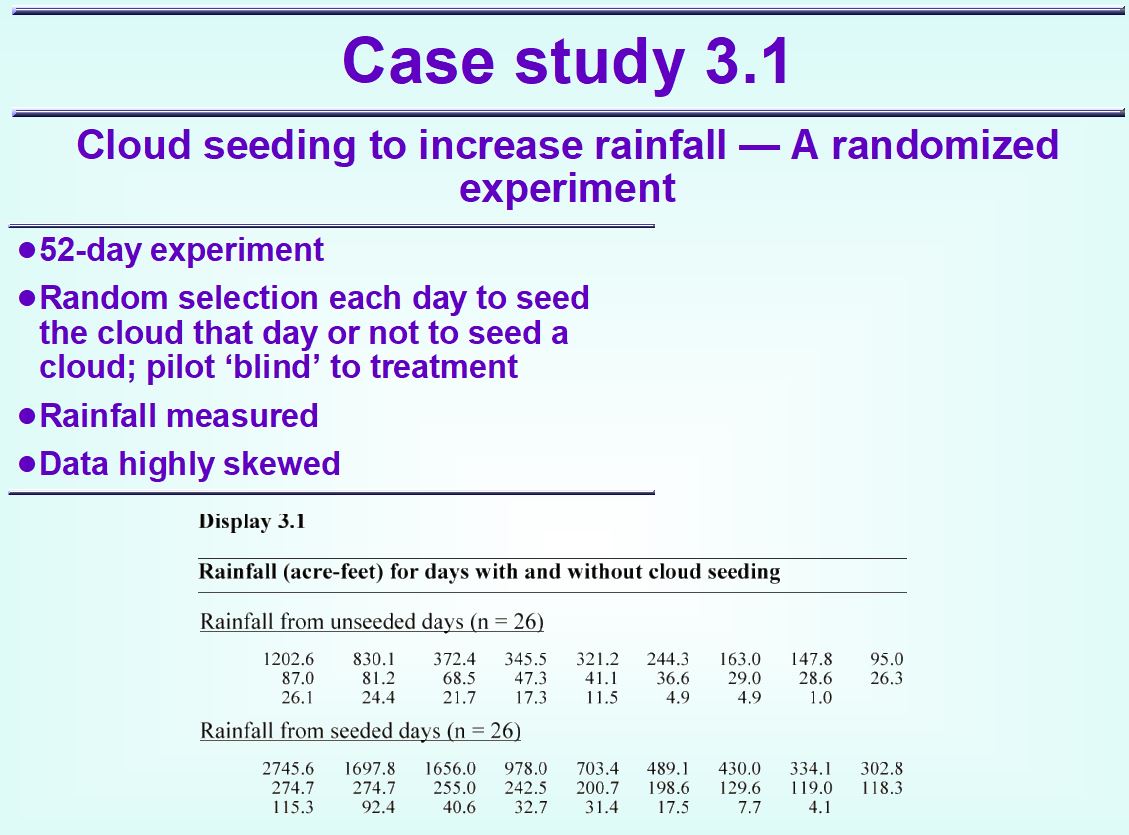 Case study 3.1
Cloud seeding to increase rainfall — A randomized
experiment
●52-day experiment
●Random selection each day to seed
the cloud that day or not to seed a
cloud; pilot ‘blind’ to treatment
●Rainfall measured
●Data highly skewed
Display 3.1
Rainfall (acre-feet) for days with and without cloud seeding
Rainfall from unseeded days (n = 26)
1202.6 830.1 372.4 345.5 321.2 244.3 163.0 147.8 95.0
87.0 81.2 68.5 47.3 41.1 36.6 29.0 28.6 26.3
26.1 24.4 21.7 17.3 11.5 4.9 4.9 1.0
Rainfall from seeded days (n = 26)
2745.6 1697.8 1656.0 978.0 703.4 489.1 430.0 334.1 302.8
274.7 274.7 255.0 242.5 200.7 198.6 129.6 119.0 118.3
115.3 92.4 40.6 32.7 31.4 17.5 7.7 4.1